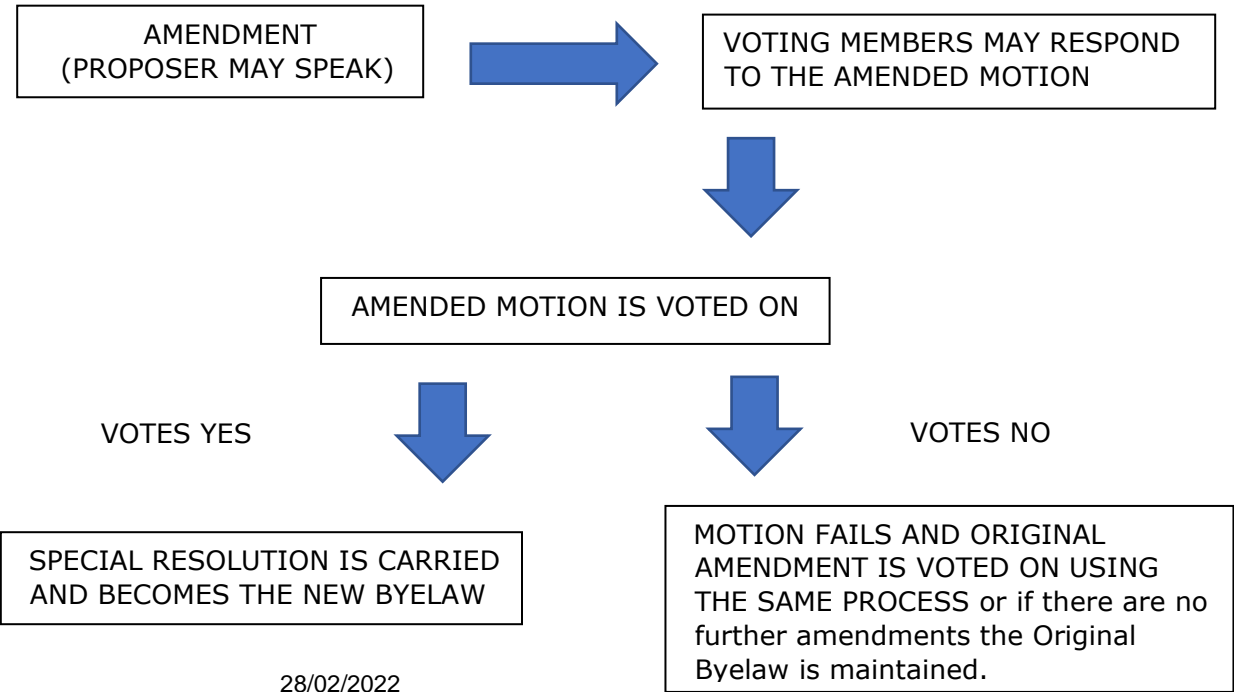 AMENDMENT
(PROPOSER MAY SPEAK)
VOTING MEMBERS MAY RESPOND
TO THE AMENDED MOTION
AMENDED MOTION IS VOTED ON
VOTES YES
VOTES NO
SPECIAL RESOLUTION IS CARRIED
AND BECOMES THE NEW BYELAW
MOTION FAILS AND ORIGINAL
AMENDMENT IS VOTED ON USING
THE SAME PROCESS or if there are no
further amendments the Original
Byelaw is maintained.
28/02/2022